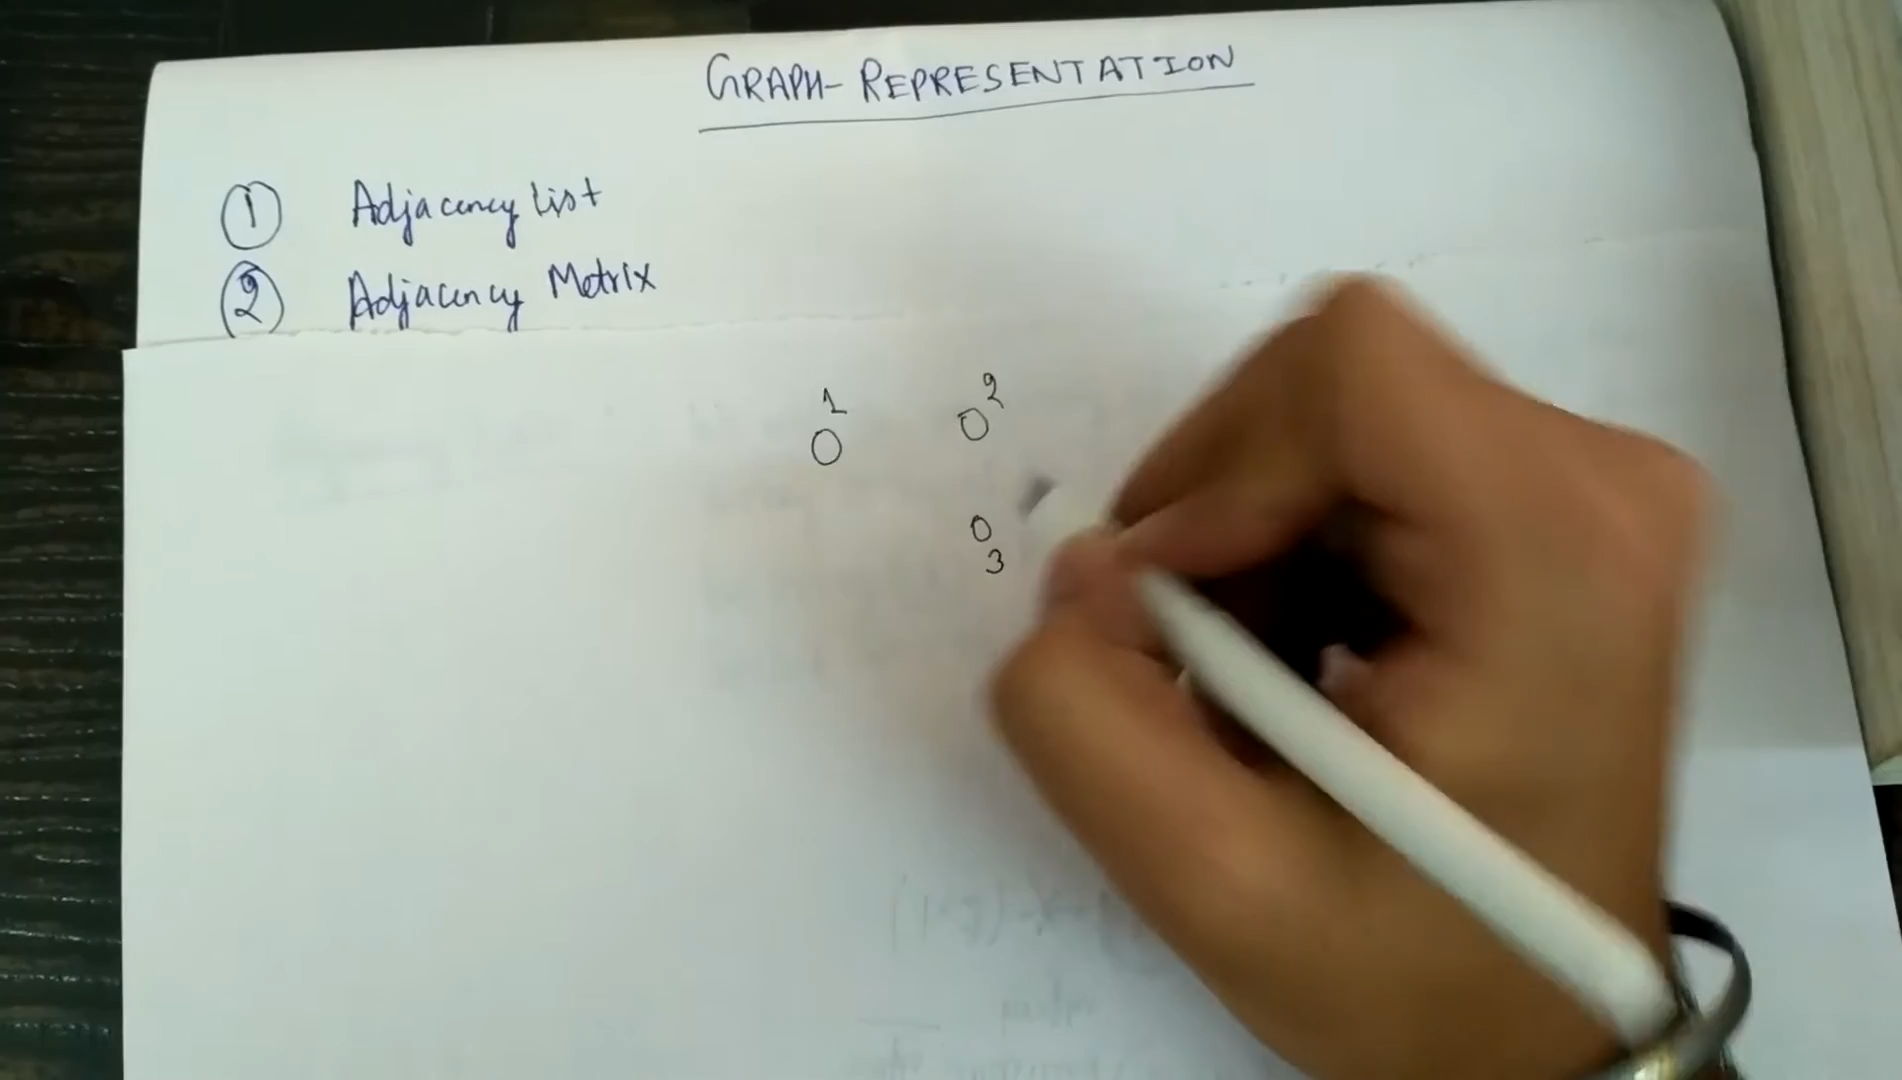 GRAPH-REPRESENTATION
1 Adjacency list
2 Adjacency Metrix
1 2
3